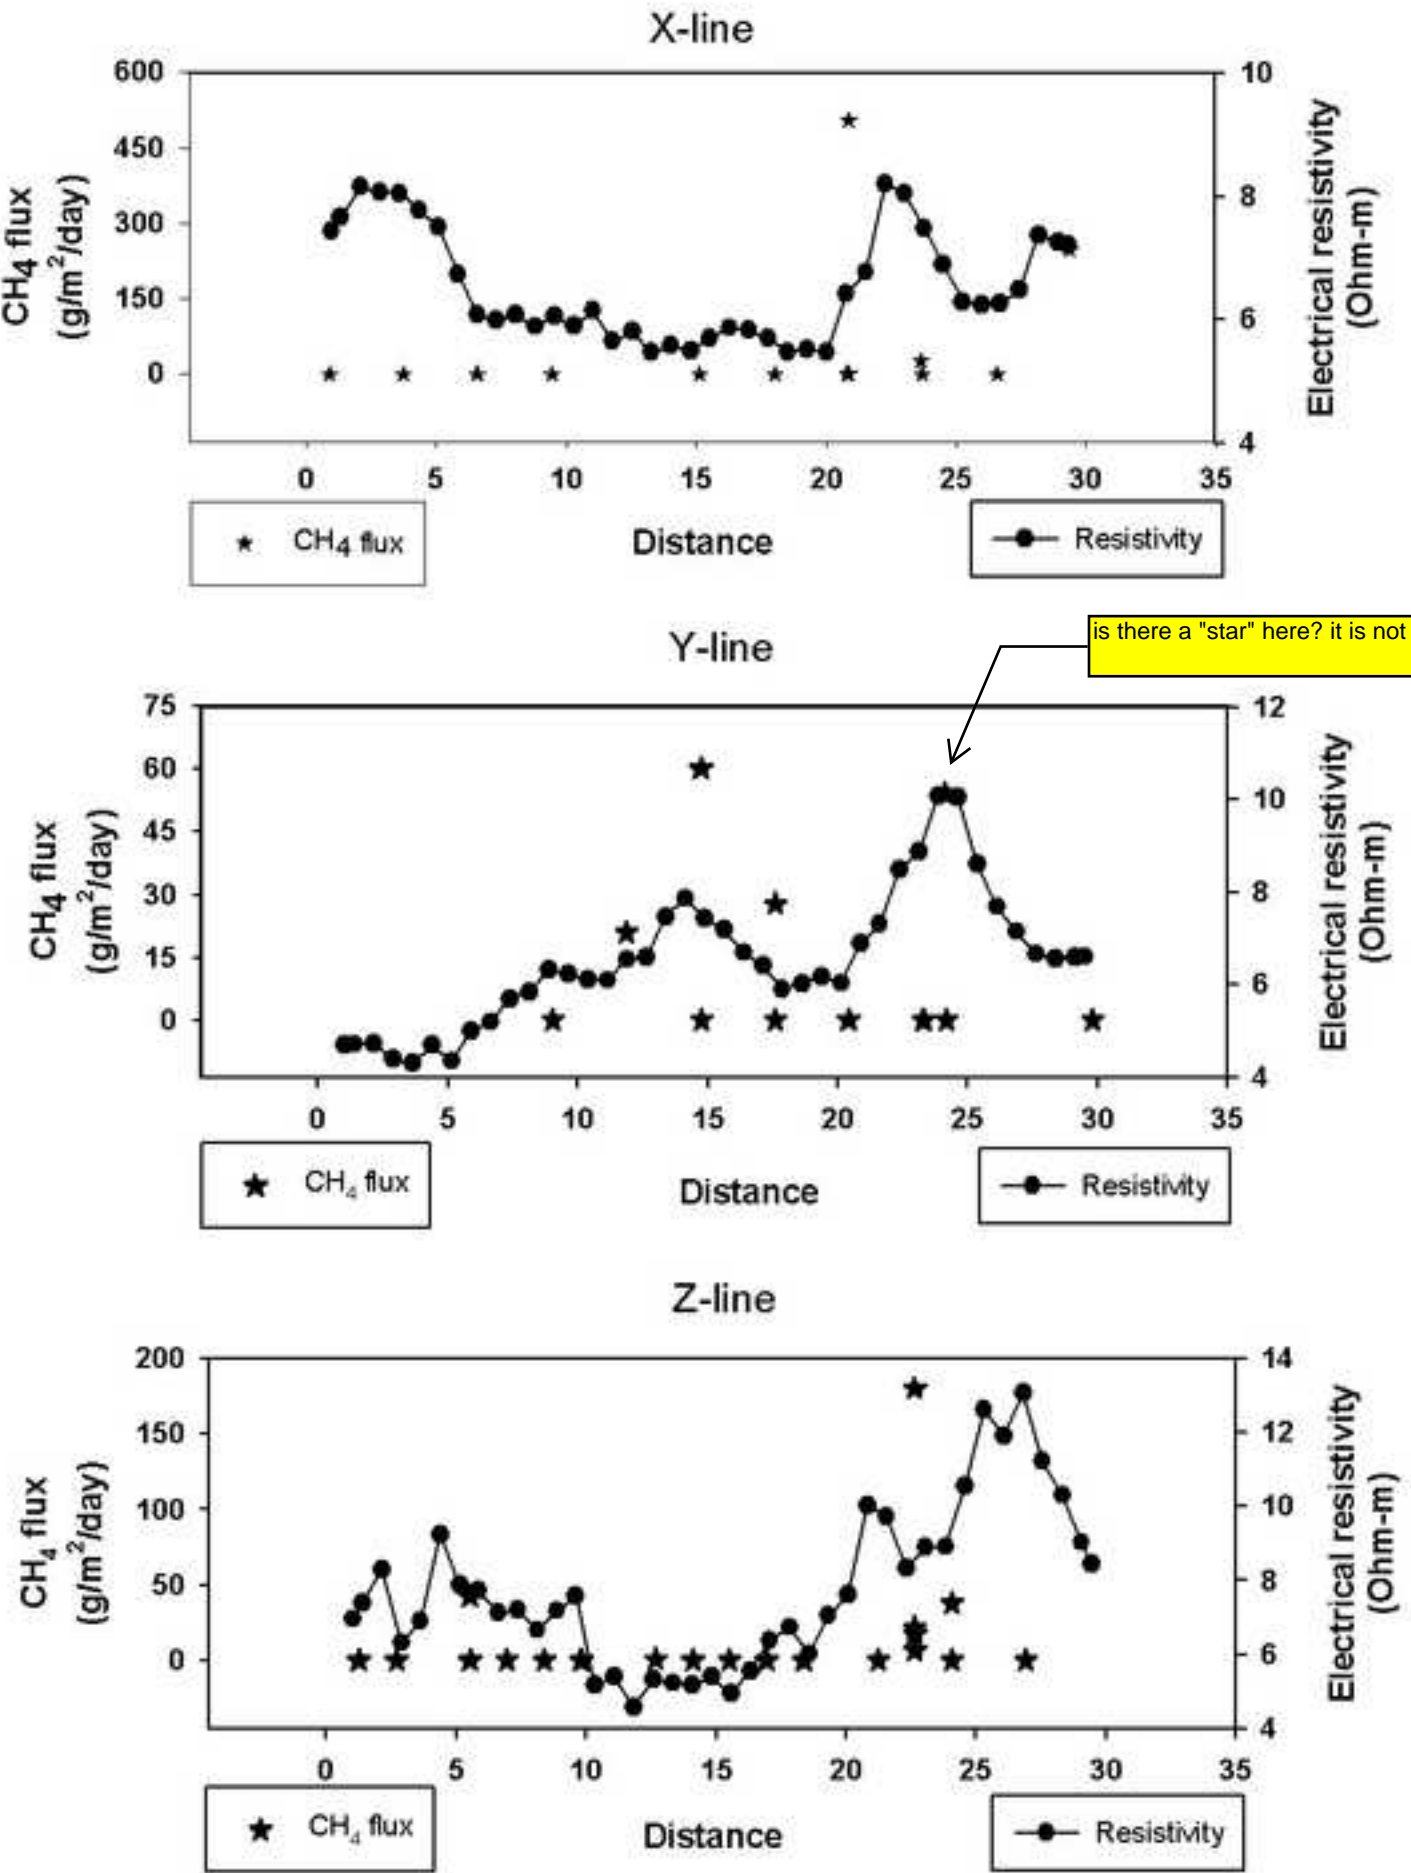 X-line
600
450
300
150
0
10
8
6
4
CH4 flux
(g/m²/day)
Electrical resistivity
(Ohm-m)
0 5 10 15 20 25 30 35
CH4 flux
Distance
Resistivity
is there a "star" here? it is not
Y-line
75
60
45
30
15
0
12
10
8
6
4
CH4 flux
(g/m²/day)
Electrical resistivity
(Ohm-m)
0 5 10 15 20 25 30 35
CH₄ flux
Distance
Resistivity
Z-line
200
150
100
50
0
14
12
10
8
6
4
CH₄ flux
(g/m²/day)
Electrical resistivity
(Ohm-m)
0 5 10 15 20 25 30 35
CH₄ flux
Distance
Resistivity